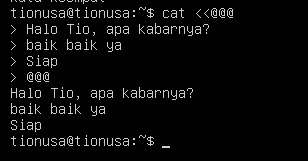 tionusa@tionusa:~$ cat <<@@@
> Halo Tio, apa kabarnya?
> baik baik ya
> Siap
> @@@
Halo Tio, apa kabarnya?
baik baik ya
Siap
tionusa@tionusa:~$ _